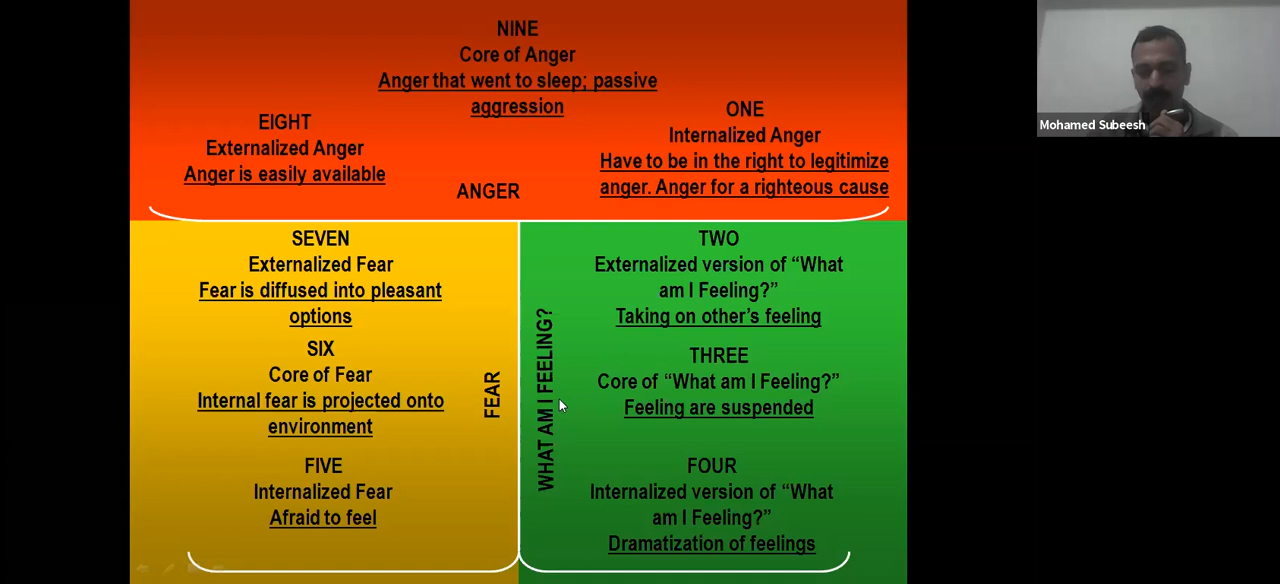 NINE
Core of Anger
Anger that went to sleep; passive
aggression
EIGHT
Externalized Anger
Anger is easily available
ONE
Internalized Anger
Have to be in the right to legitimize
anger. Anger for a righteous cause
ANGER
Mohamed Subeesh
SEVEN
Externalized Fear
Fear is diffused into pleasant
options
SIX
Core of Fear
Internal fear is projected onto
environment
FIVE
Internalized Fear
Afraid to feel
FEAR
WHAT AM I FEELING?
TWO
Externalized version of “What
am I Feeling?”
Taking on other’s feeling
THREE
Core of “What am I Feeling?”
Feeling are suspended
FOUR
Internalized version of “What
am I Feeling?”
Dramatization of feelings